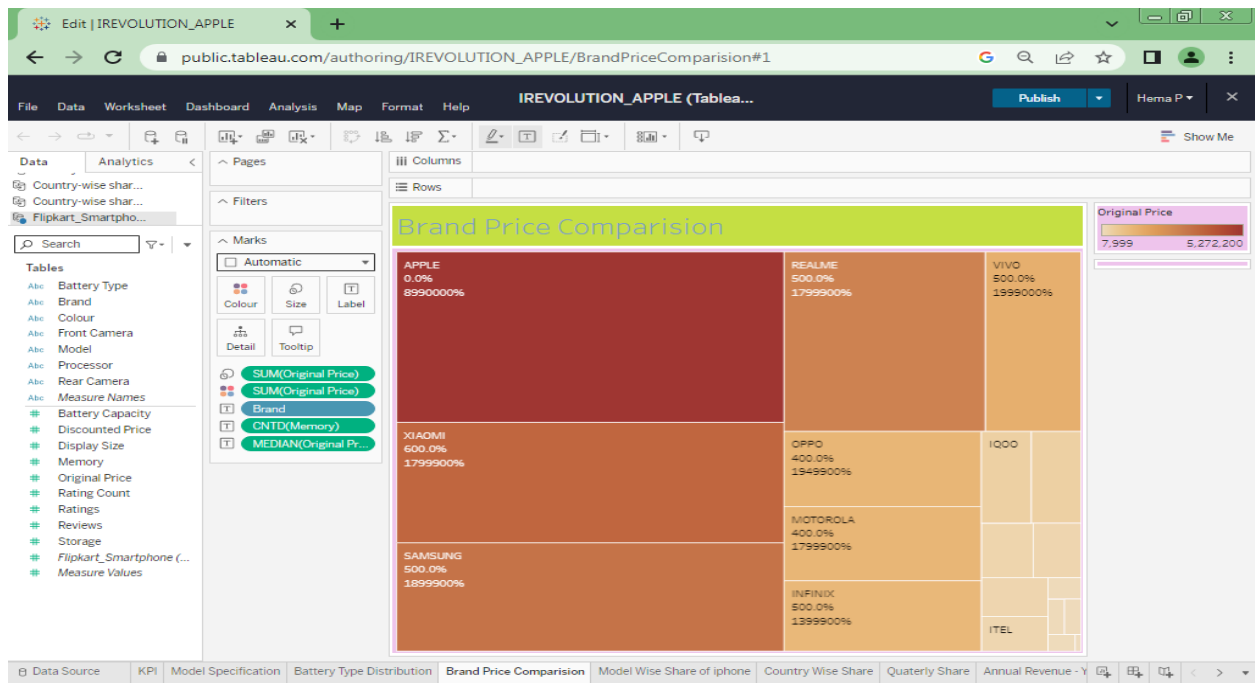 Edit | IREVOLUTION_APPLE
public.tableau.com/authoring/IREVOLUTION_APPLE/BrandPriceComparision#1
File Data Worksheet Dashboard Analysis Map Format Help IREVOLUTION_APPLE (Tablea... Publish Hema P
Show Me
Data Analytics
Country-wise shar...
Country-wise shar...
Flipkart_Smartpho...
Search
Tables
Abc Battery Type
Abc Brand
Abc Colour
Abc Front Camera
Abc Model
Abc Processor
Abc Rear Camera
Abc Measure Names
# Battery Capacity
# Discounted Price
# Display Size
# Memory
# Original Price
# Rating Count
# Ratings
# Reviews
# Storage
# Flipkart_Smartphone (...
# Measure Values
Pages
Filters
Marks
Automatic
Colour Size Label
Detail Tooltip
SUM(Original Price)
SUM(Original Price)
Brand
CNTD(Memory)
MEDIAN(Original Pr...
Columns
Rows
Brand Price Comparision
APPLE
0.0%
8990000%
XIAOMI
600.0%
1799900%
SAMSUNG
500.0%
1899900%
REALME
500.0%
1799900%
VIVO
500.0%
1999000%
OPPO
400.0%
1949900%
MOTOROLA
400.0%
1799900%
INFINIX
500.0%
1399900%
IQOO
ITEL
Original Price
7,999 5,272,200
Data Source KPI Model Specification Battery Type Distribution Brand Price Comparision Model Wise Share of iphone Country Wise Share Quaterly Share Annual Revenue - Y